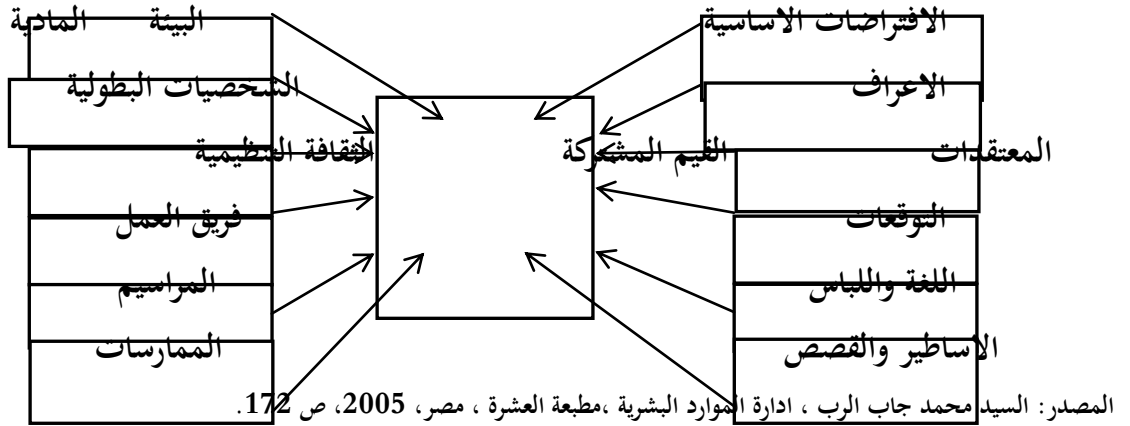 الافتراضات الاساسية البيئة المادية
الاعراف الشخصيات البطولية
المعتقدات القيم المشتركة الثقافة التنظيمية
التوقعات فريق العمل
اللغة واللباس المراسيم
الاساطير والقصص الممارسات
المصدر: السيد محمد جاب الرب ، ادارة الموارد البشرية ،مطبعة العشرة ، مصر، 2005، ص 172.